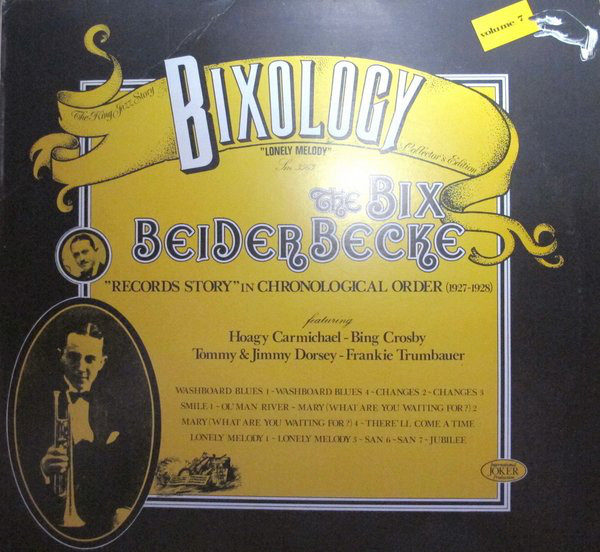 volume 7
The King Jazz Story
BIXOLOGY
"LONELY MELODY"
Collector's Edition
Sm 3563
The BIX
BEIDERBECKE
"RECORDS STORY" IN CHRONOLOGICAL ORDER (1927-1928)
featuring
Hoagy Carmichael - Bing Crosby
Tommy & Jimmy Dorsey - Frankie Trumbauer
WASHBOARD BLUES 1 - WASHBOARD BLUES 4 - CHANGES 2 - CHANGES 3
SMILE 1 - OL' MAN RIVER - MARY (WHAT ARE YOU WAITING FOR?) 2
MARY (WHAT ARE YOU WAITING FOR?) 4 - THERE'LL COME A TIME
LONELY MELODY 1 - LONELY MELODY 3 - SAN 6 - SAN 7 - JUBILEE
International
JOKER
Production